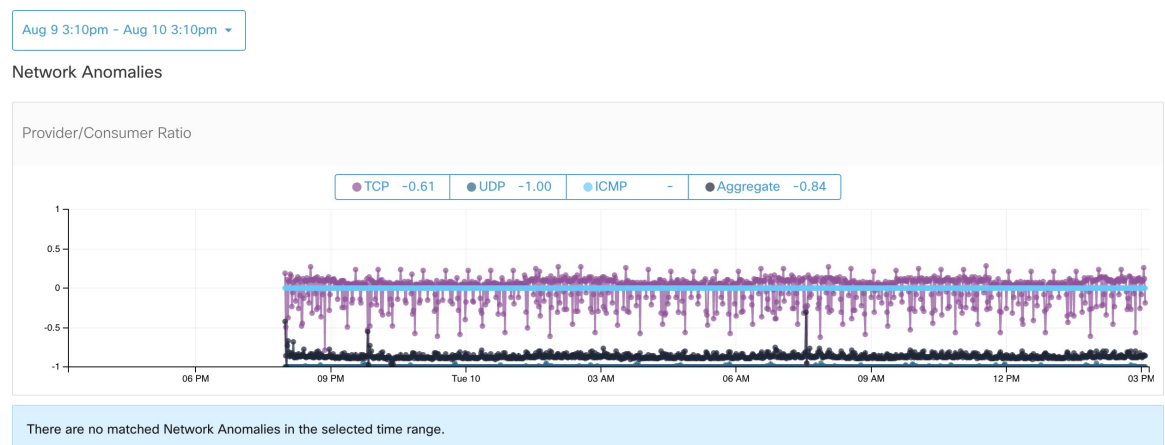 Aug 9 3:10pm - Aug 10 3:10pm
Network Anomalies
Provider/Consumer Ratio
TCP -0.61 UDP -1.00 ICMP - Aggregate -0.84
1
0.5
0
-0.5
-1
06 PM 09 PM Tue 10 03 AM 06 AM 09 AM 12 PM 03 PM
There are no matched Network Anomalies in the selected time range.